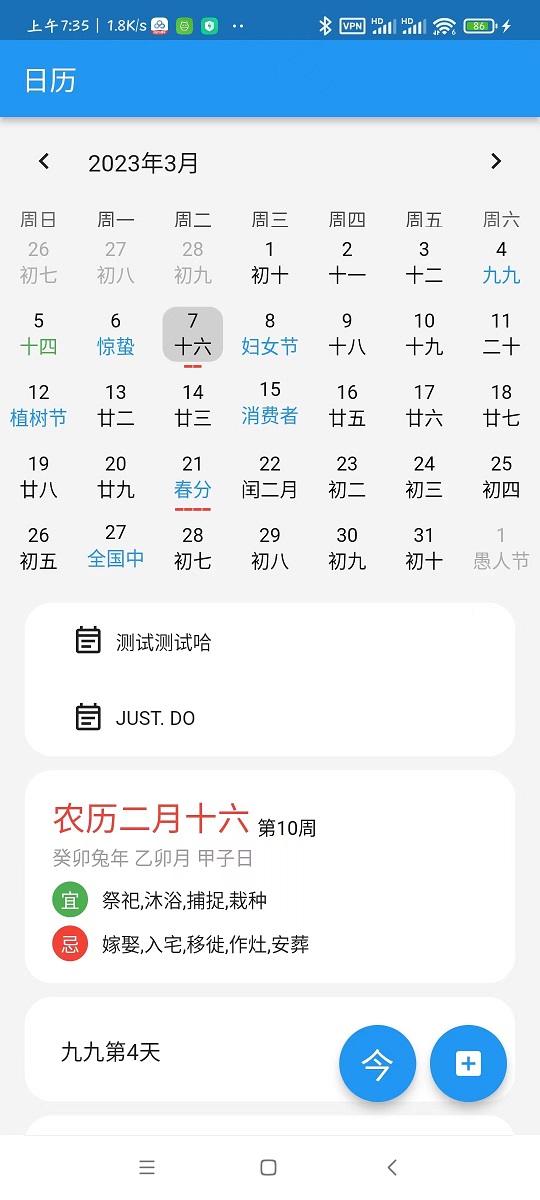 上午7:35 | 1.8K/s
VPN HD HD 6 86
日历
2023年3月
周日 周一 周二 周三 周四 周五 周六
26 27 28 1 2 3 4
初七 初八 初九 初十 十一 十二 九九
5 6 7 8 9 10 11
十四 惊蛰 十六 妇女节 十八 十九 二十
12 13 14 15 16 17 18
植树节 廿二 廿三 消费者 廿五 廿六 廿七
19 20 21 22 23 24 25
廿八 廿九 春分 闰二月 初二 初三 初四
26 27 28 29 30 31 1
初五 全国中 初七 初八 初九 初十 愚人节
测试测试哈
JUST. DO
农历二月十六 第10周
癸卯兔年 乙卯月 甲子日
宜 祭祀,沐浴,捕捉,栽种
忌 嫁娶,入宅,移徙,作灶,安葬
九九第4天
今